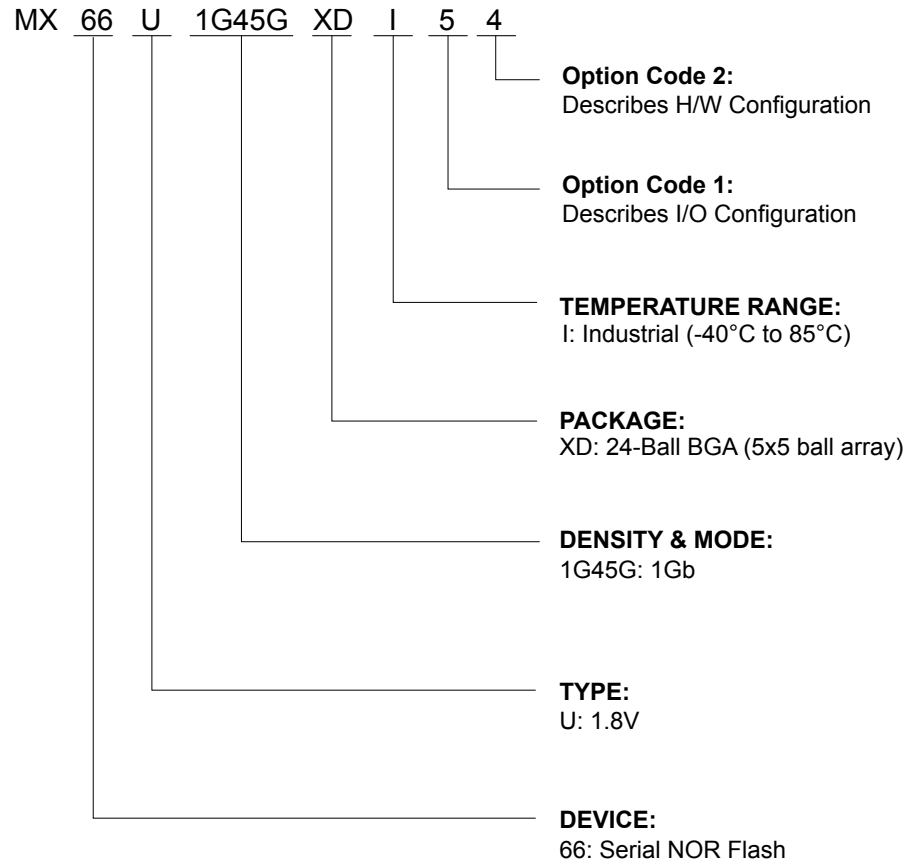 MX 66 U 1G45G XD I 5 4
Option Code 2:
Describes H/W Configuration
Option Code 1:
Describes I/O Configuration
TEMPERATURE RANGE:
I: Industrial (-40°C to 85°C)
PACKAGE:
XD: 24-Ball BGA (5x5 ball array)
DENSITY & MODE:
1G45G: 1Gb
TYPE:
U: 1.8V
DEVICE:
66: Serial NOR Flash